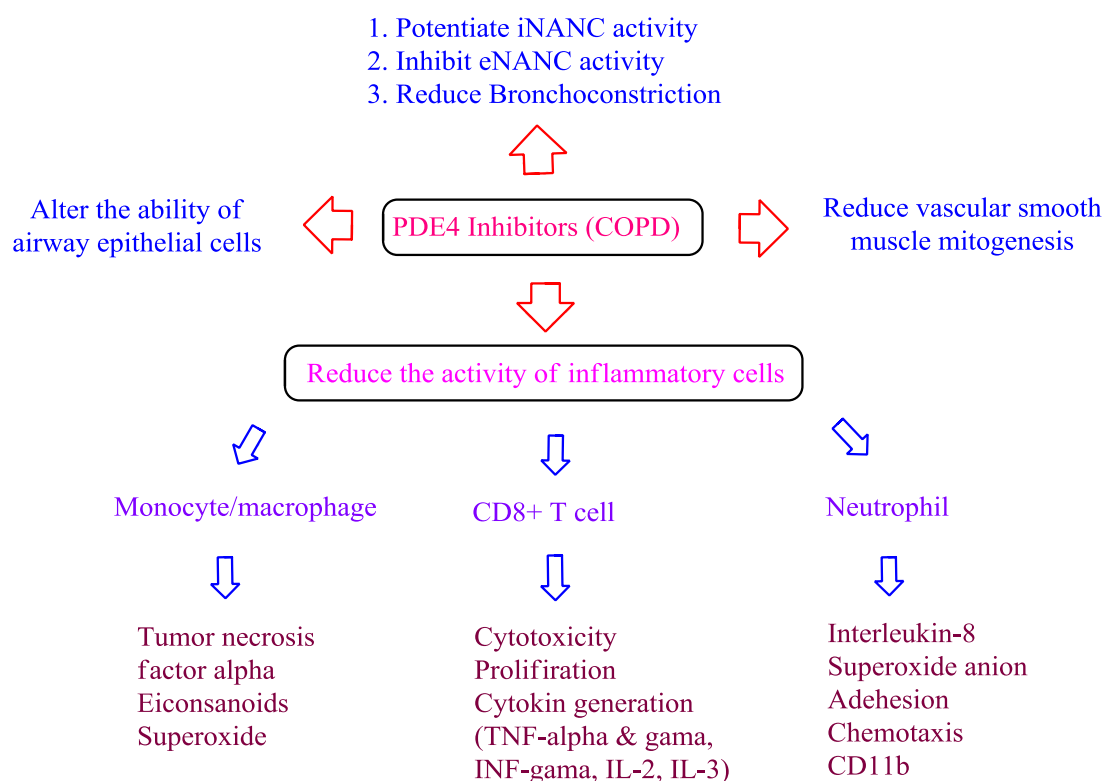 1. Potentiate iNANC activity
2. Inhibit eNANC activity
3. Reduce Bronchoconstriction
Alter the ability of
airway epithelial cells
PDE4 Inhibitors (COPD)
Reduce vascular smooth
muscle mitogenesis
Reduce the activity of inflammatory cells
Monocyte/macrophage
CD8+ T cell
Neutrophil
Tumor necrosis
factor alpha
Eiconsanoids
Superoxide
Cytotoxicity
Prolifiration
Cytokin generation
(TNF-alpha & gama,
INF-gama, IL-2, IL-3)
Interleukin-8
Superoxide anion
Adehesion
Chemotaxis
CD11b